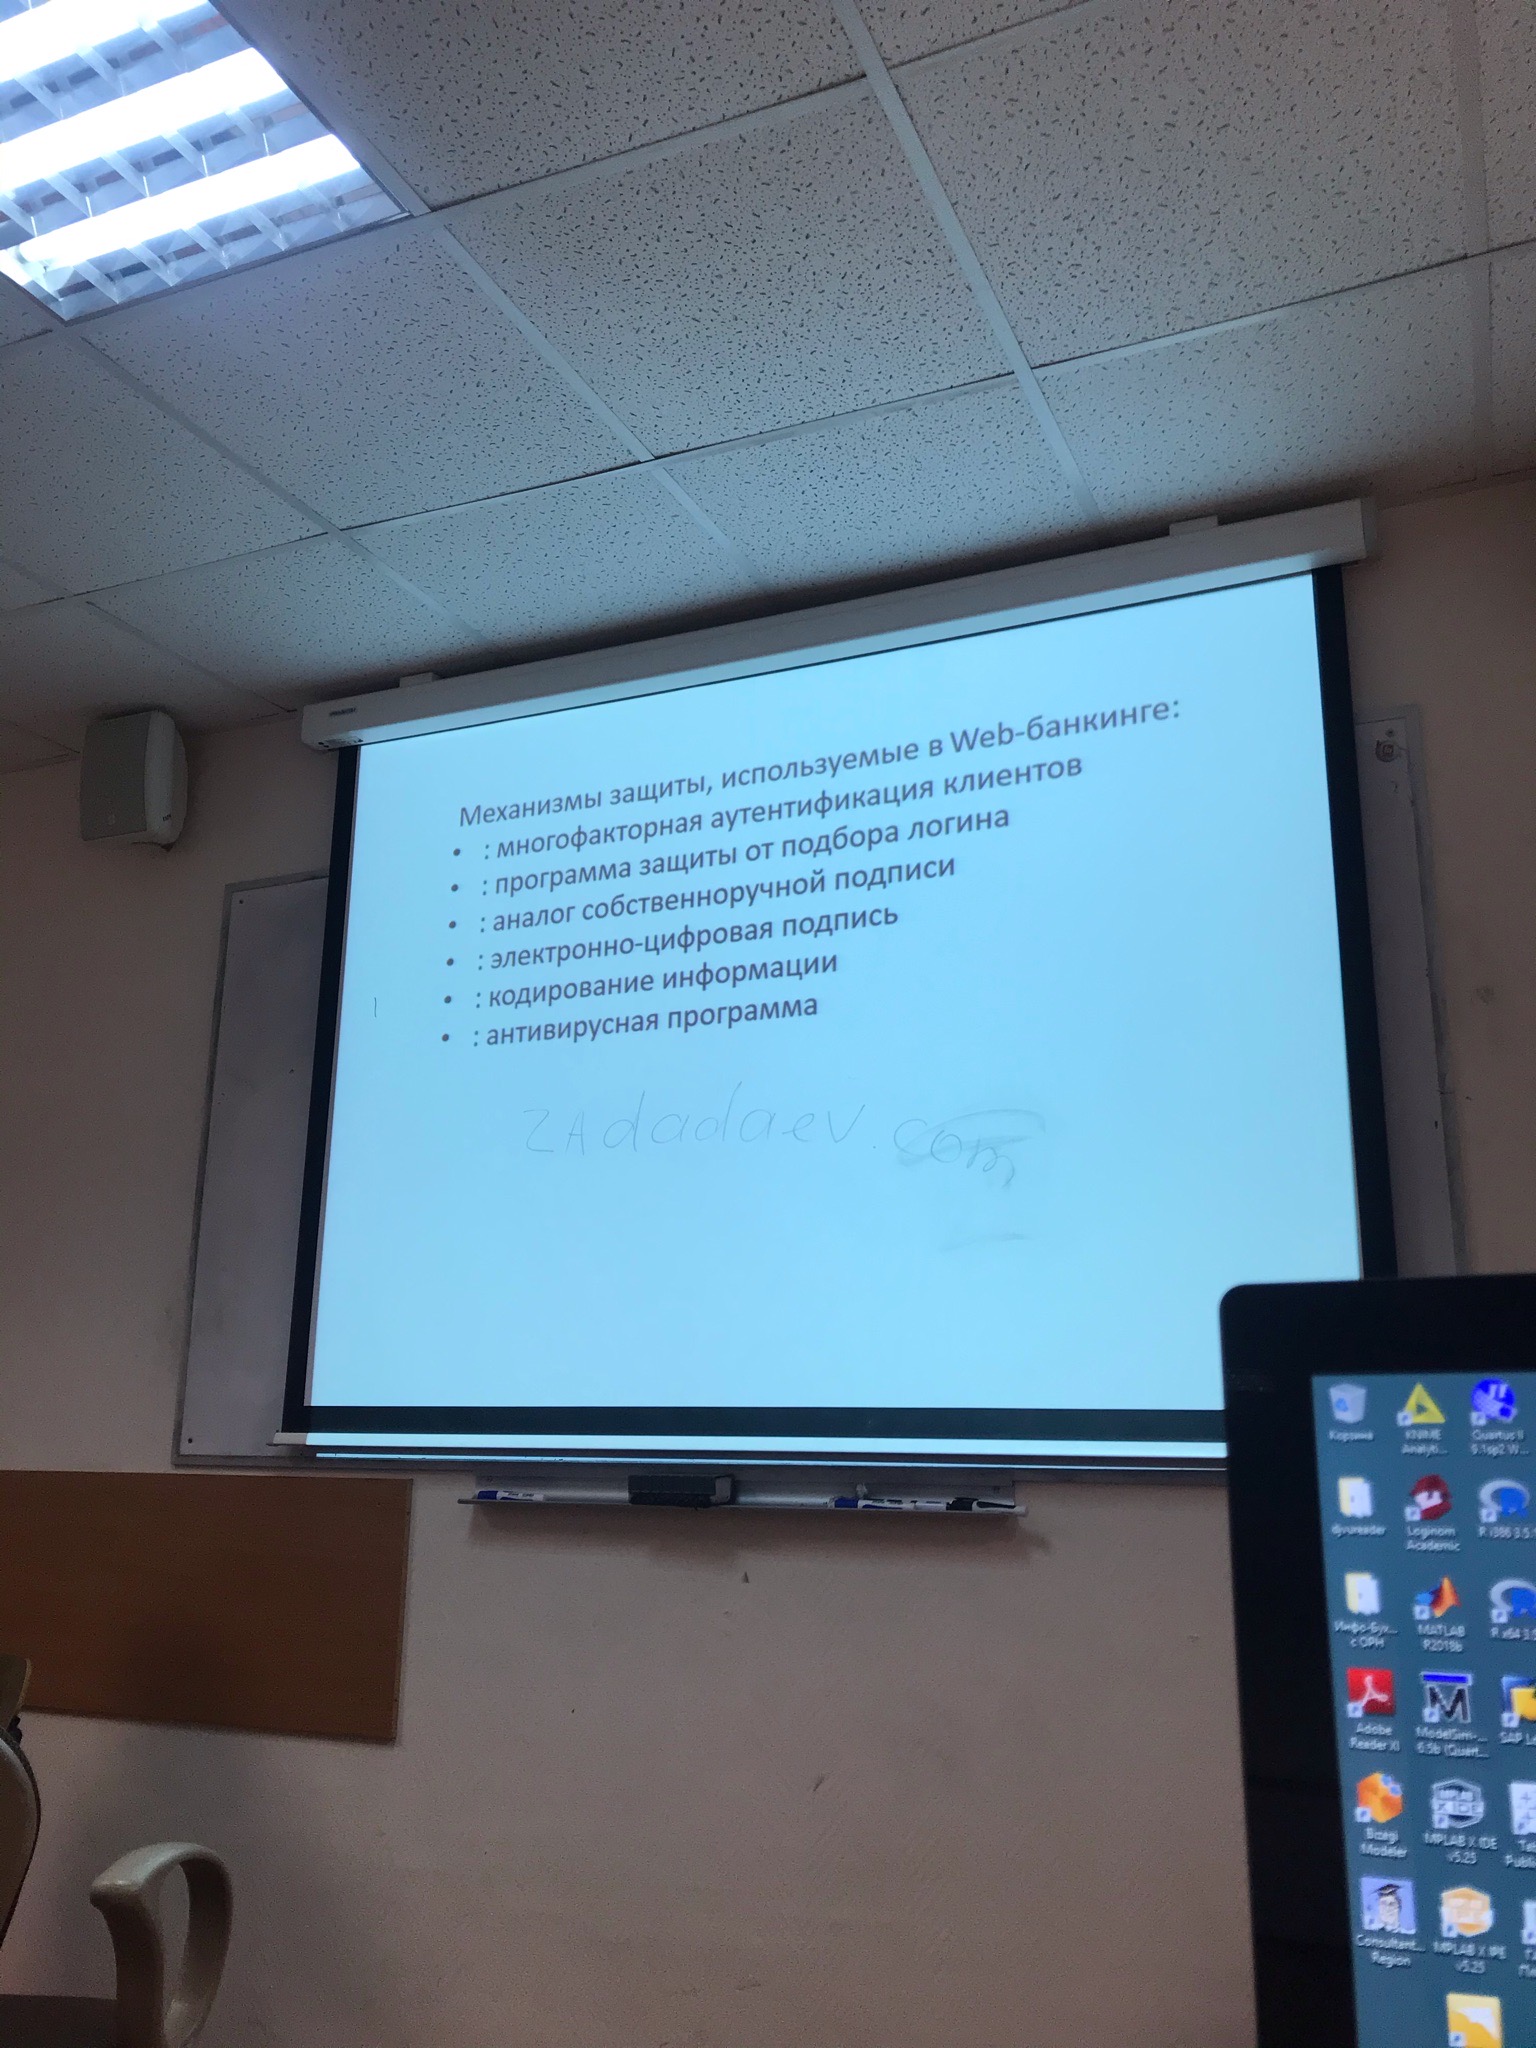 Механизмы защиты, используемые в Web-банкинге:
• : многофакторная аутентификация клиентов
• : программа защиты от подбора логина
• : аналог собственноручной подписи
• : электронно-цифровая подпись
• : кодирование информации
• : антивирусная программа
ZAdadaev.com
Корзина
KNIME Analyti...
Quartus II 9.1sp2 W...
djvureader
Loginom Academic
R i386 3.5.
Инфо-Бух... с ОРН
MATLAB R2018b
R x64 3.5
Adobe Reader XI
ModelSim-... 6.5b (Quart...
SAP Lo
Bizagi Modeler
MPLAB X IDE v5.25
Consultant... Region
MPLAB X IPE v5.25